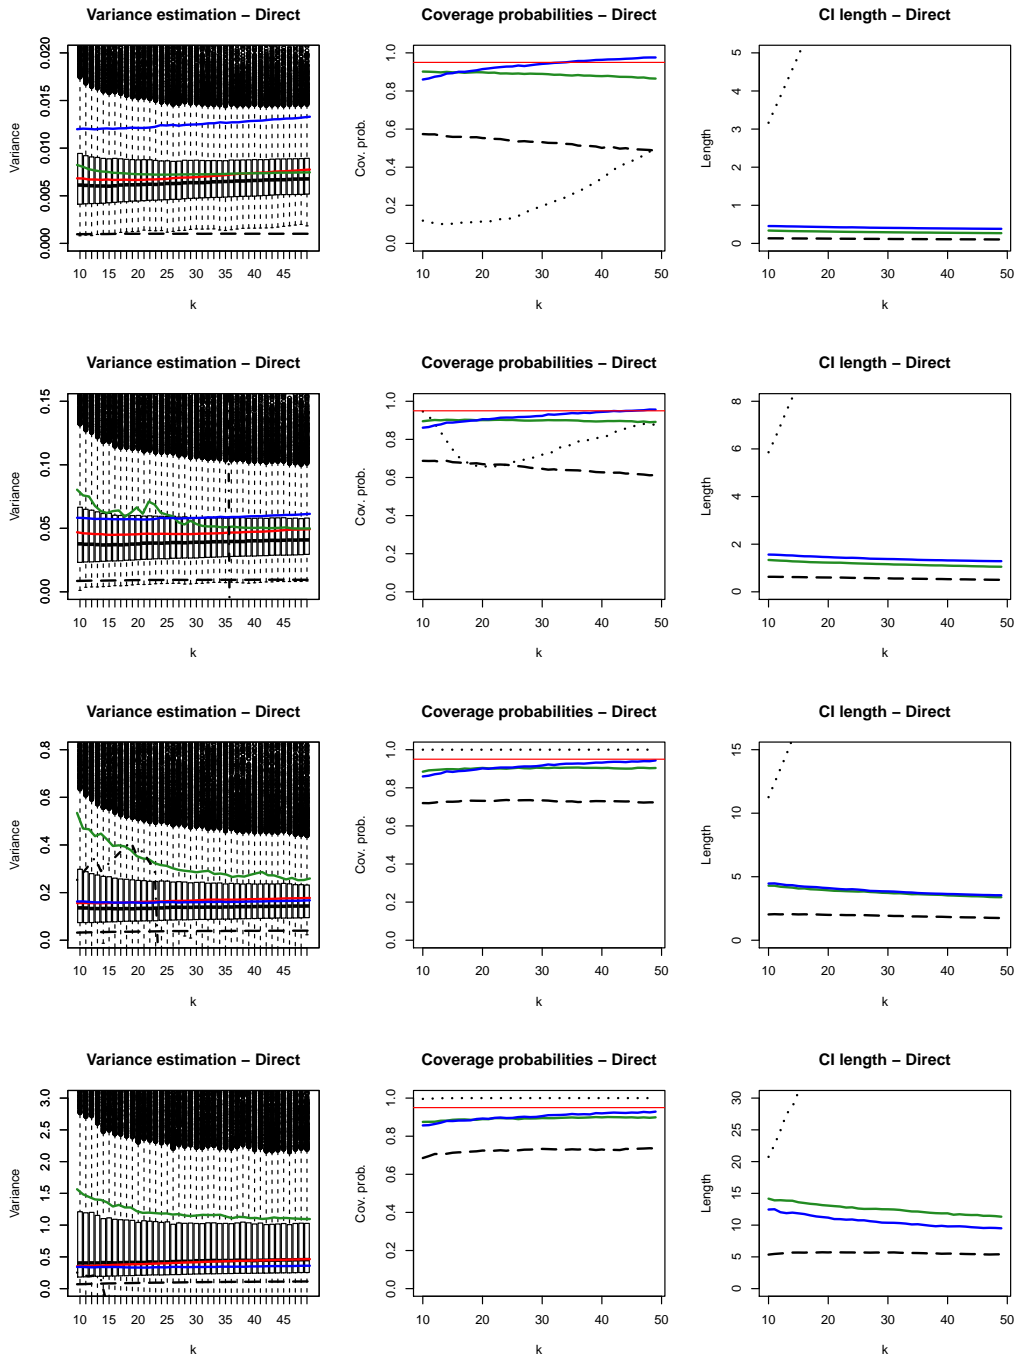 Variance estimation – Direct
Coverage probabilities – Direct
CI length – Direct
Variance
0.000 0.005 0.010 0.015 0.020
10 15 20 25 30 35 40 45
k
Cov. prob.
0.0 0.2 0.4 0.6 0.8 1.0
10 20 30 40 50
k
Length
0 1 2 3 4 5
10 20 30 40 50
k
Variance estimation – Direct
Coverage probabilities – Direct
CI length – Direct
Variance
0.00 0.05 0.10 0.15
10 15 20 25 30 35 40 45
k
Cov. prob.
0.0 0.2 0.4 0.6 0.8 1.0
10 20 30 40 50
k
Length
0 2 4 6 8
10 20 30 40 50
k
Variance estimation – Direct
Coverage probabilities – Direct
CI length – Direct
Variance
0.0 0.2 0.4 0.6 0.8
10 15 20 25 30 35 40 45
k
Cov. prob.
0.0 0.2 0.4 0.6 0.8 1.0
10 20 30 40 50
k
Length
0 5 10 15
10 20 30 40 50
k
Variance estimation – Direct
Coverage probabilities – Direct
CI length – Direct
Variance
0.0 0.5 1.0 1.5 2.0 2.5 3.0
10 15 20 25 30 35 40 45
k
Cov. prob.
0.0 0.2 0.4 0.6 0.8 1.0
10 20 30 40 50
k
Length
0 5 10 15 20 25 30
10 20 30 40 50
k